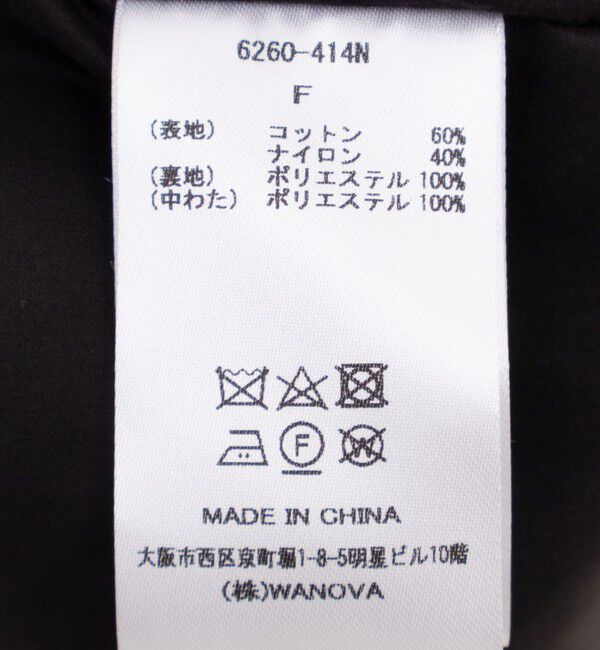 6260-414N
F
(表地) コットン 60%
ナイロン 40%
(裏地) ポリエステル 100%
(中わた) ポリエステル 100%
F W
MADE IN CHINA
大阪市西区京町堀1-8-5明星ビル10階
(株)WANOVA